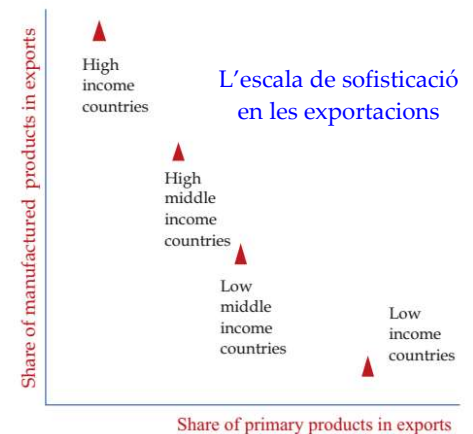 Share of manufactured products in exports
High
income
countries
L’escala de sofisticació
en les exportacions
High
middle
income
countries
Low
middle
income
countries
Low
income
countries
Share of primary products in exports